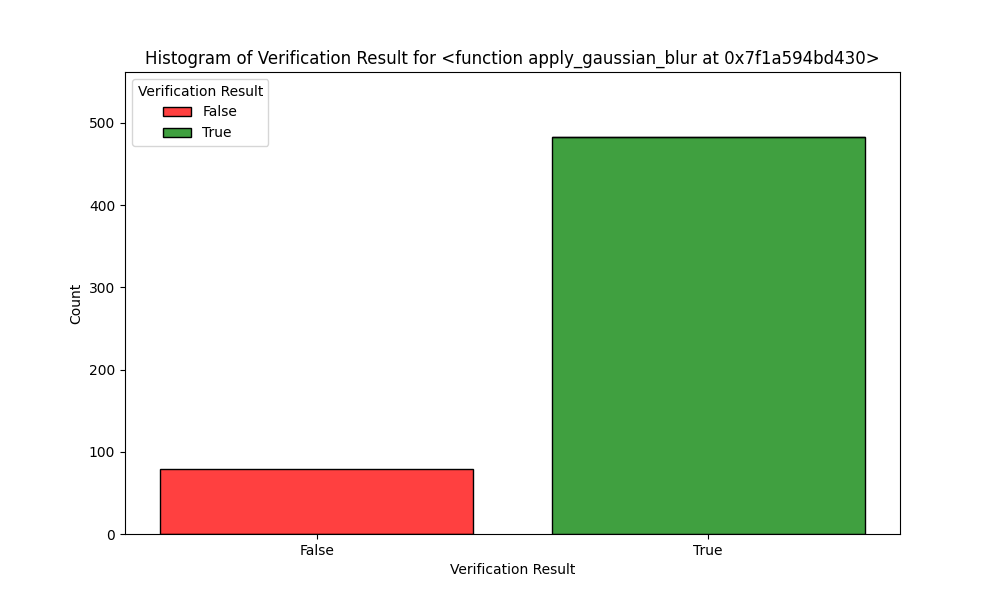 Histogram of Verification Result for <function apply_gaussian_blur at 0x7f1a594bd430>
Verification Result
False
True
500
400
300
200
100
0
Count
False
True
Verification Result